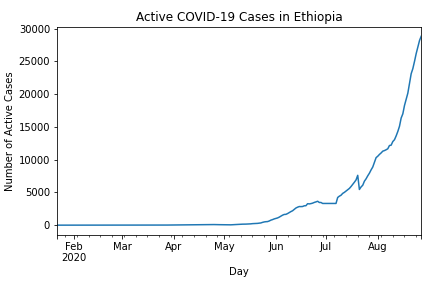 Active COVID-19 Cases in Ethiopia
Number of Active Cases
30000
25000
20000
15000
10000
5000
0
Feb Mar Apr May Jun Jul Aug
2020
Day